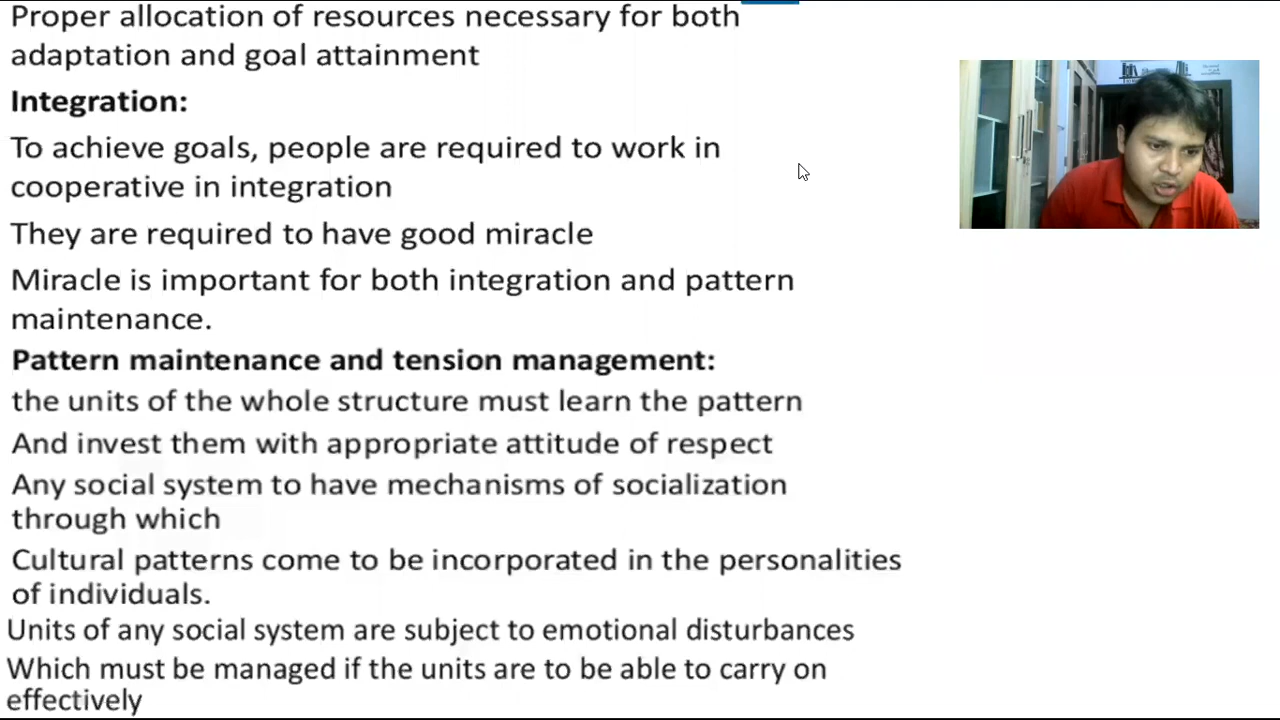 Proper allocation of resources necessary for both
adaptation and goal attainment
Integration:
To achieve goals, people are required to work in
cooperative in integration
They are required to have good miracle
Miracle is important for both integration and pattern
maintenance.
Pattern maintenance and tension management:
the units of the whole structure must learn the pattern
And invest them with appropriate attitude of respect
Any social system to have mechanisms of socialization
through which
Cultural patterns come to be incorporated in the personalities
of individuals.
Units of any social system are subject to emotional disturbances
Which must be managed if the units are to be able to carry on
effectively